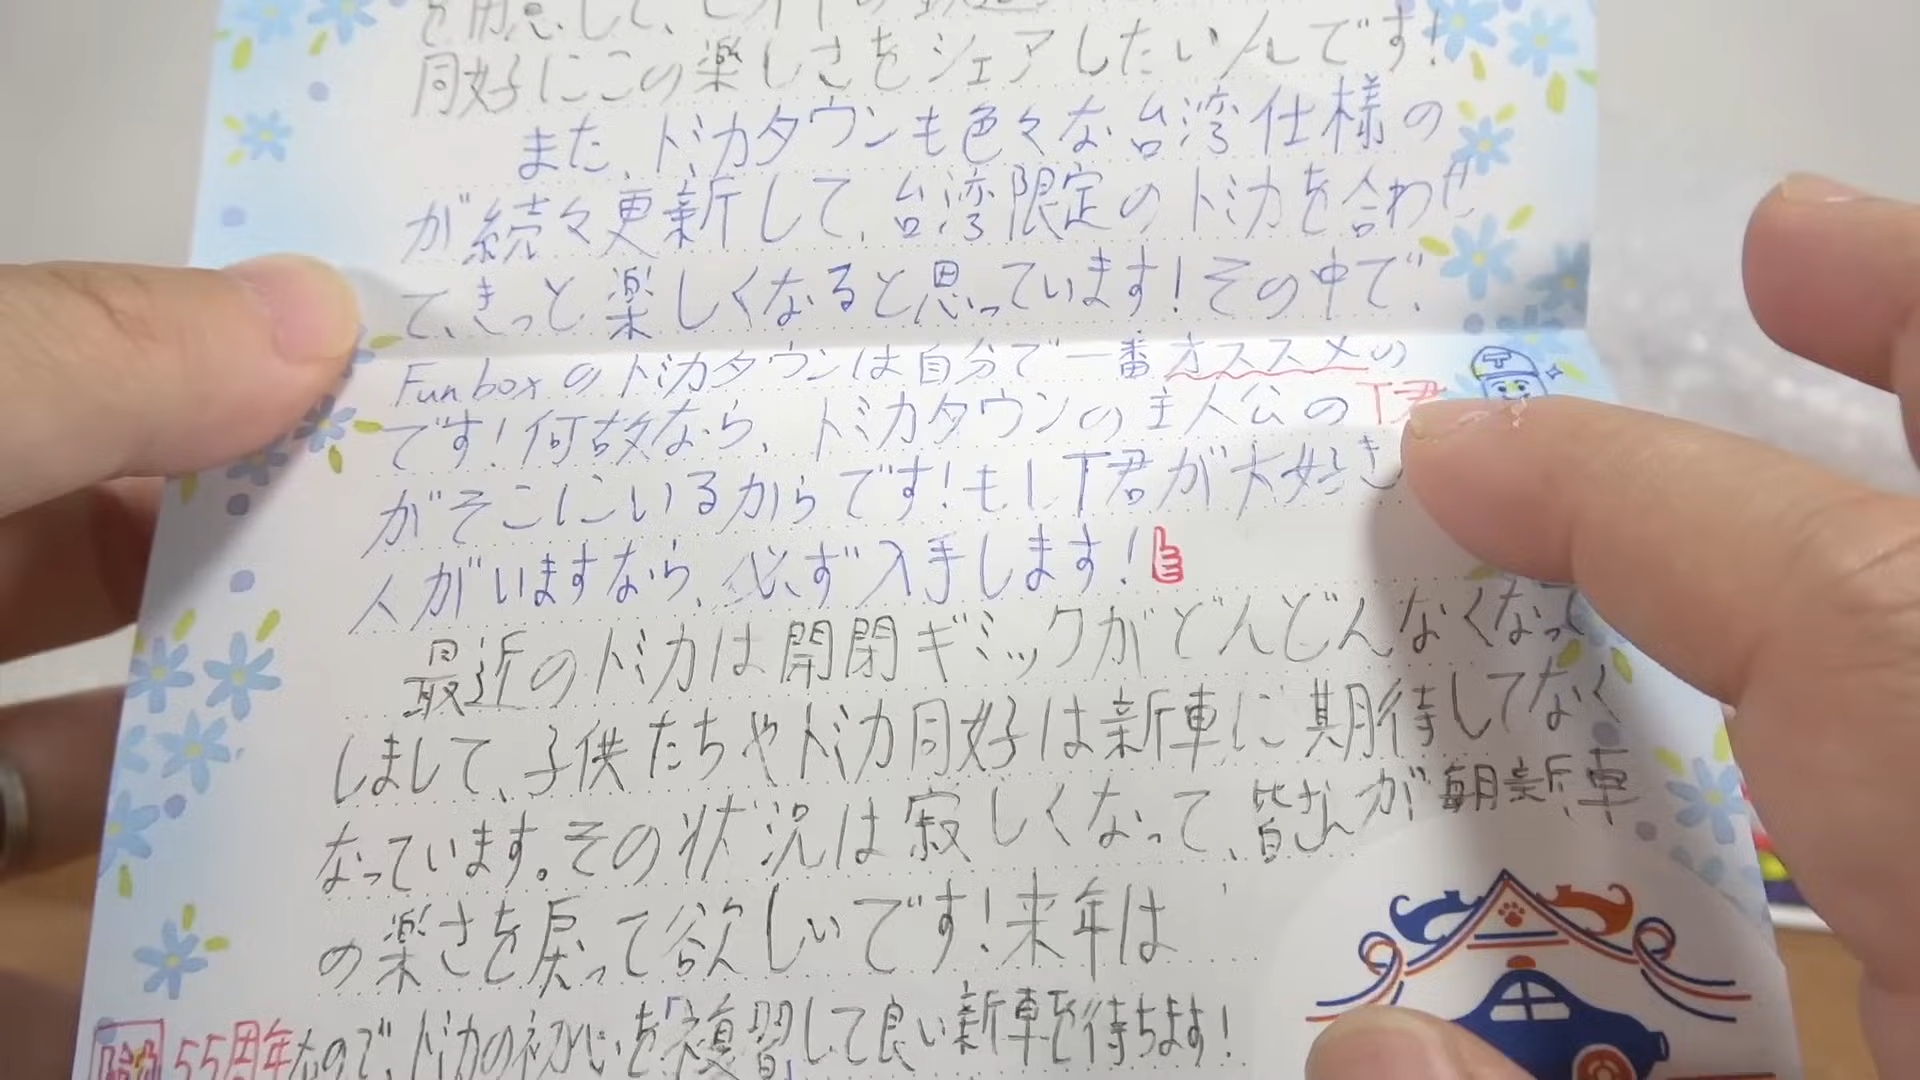 を用意して、
同好にこの楽しさをシェアしたいんです!
また、トミカタウンも色々な台湾仕様の
が続々更新して、台湾限定のトミカを合わせ
て、きっと楽しくなると思っています!その中で、
Funboxのトミカタウンは自分で一番オススメの
です!何故なら、トミカタウンの主人公のT君
がそこにいるからです!もしT君が大好き
人がいますなら、必ず入手します!
最近のトミカは開閉ギミックがどんどんなくなって
しまして、子供たちやトミカ同好は新車に期待してなく
なっています。その状況は寂しくなって、皆さんが朝新車
の楽さを戻って欲しいです!来年は
55周年なので、トミカの初心を複習して良い新車を待ちます!